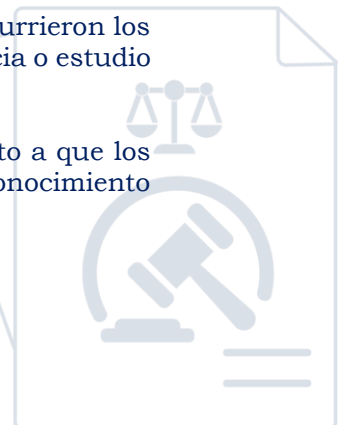 urrieron los
cia o estudio
to a que los
onocimiento